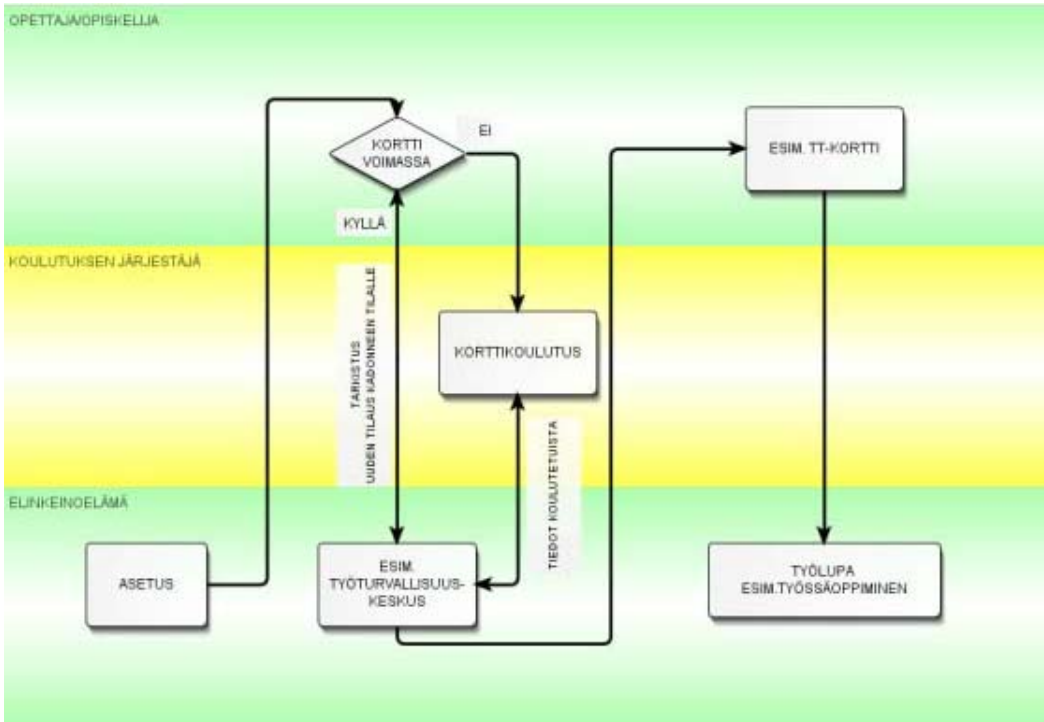 OPETTAJA/OPISKELIJA
KORTTI
VOIMASSA
EI
KYLLÄ
ESIM. TT-KORTTI
KOULUTUKSEN JÄRJESTÄJÄ
TARKISTUS
UUDEN TILAUS KADONNEEN TILALLE
KORTTIKOULUTUS
TIEDOT KOULUTETUISTA
ELINKEINOELÄMÄ
ASETUS
ESIM.
TYÖTURVALLISUUS-
KESKUS
TYÖLUPA
ESIM.TYÖSSÄOPPIMINEN